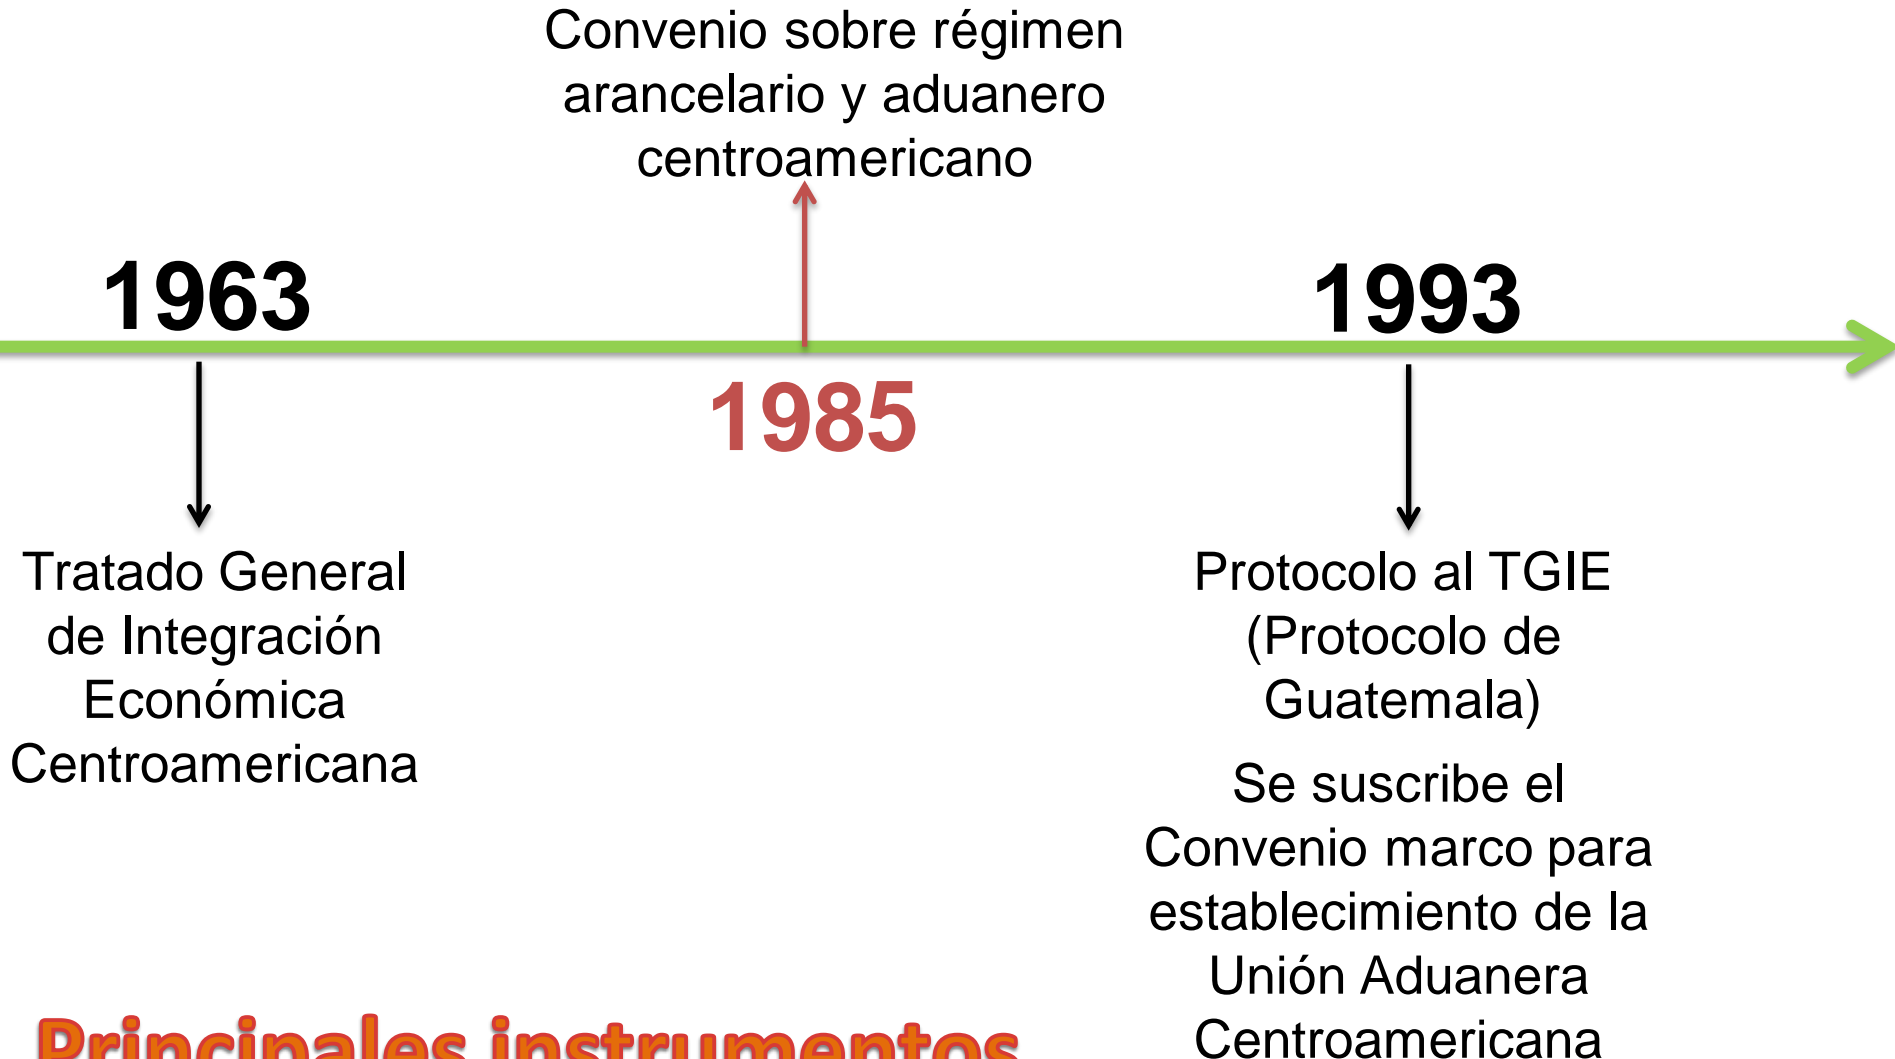 Convenio sobre régimen
arancelario y aduanero
centroamericano
1963
1993
1985
Tratado General
de Integración
Económica
Centroamericana
Protocolo al TGIE
(Protocolo de
Guatemala)
Se suscribe el
Convenio marco para
establecimiento de la
Unión Aduanera
Centroamericana
Principales instrumentos